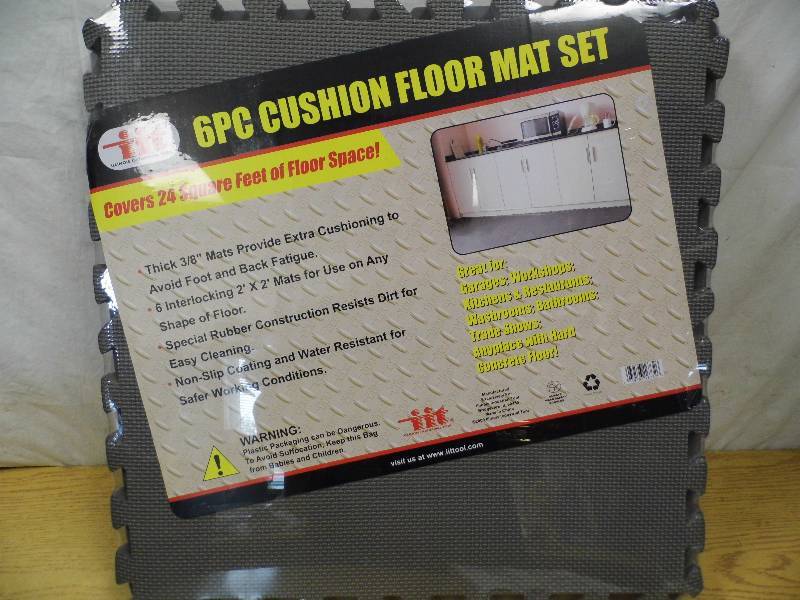 6PC CUSHION FLOOR MAT SET
Covers 24 Square Feet of Floor Space!
• Thick 3/8" Mats Provide Extra Cushioning to
Avoid Foot and Back Fatigue.
• 6 Interlocking 2' X 2' Mats for Use on Any
Shape of Floor.
• Special Rubber Construction Resists Dirt for
Easy Cleaning.
• Non-Slip Coating and Water Resistant for
Safer Working Conditions.
Great for:
Garages; Workshops;
Kitchens & Restaurants;
Washrooms; Bathrooms;
Trade Shows;
Anyplace with Hard
Concrete Floor!
WARNING:
Plastic Packaging can be Dangerous.
To Avoid Suffocation, Keep this Bag
from Babies and Children.
iit
visit us at www.iittool.com